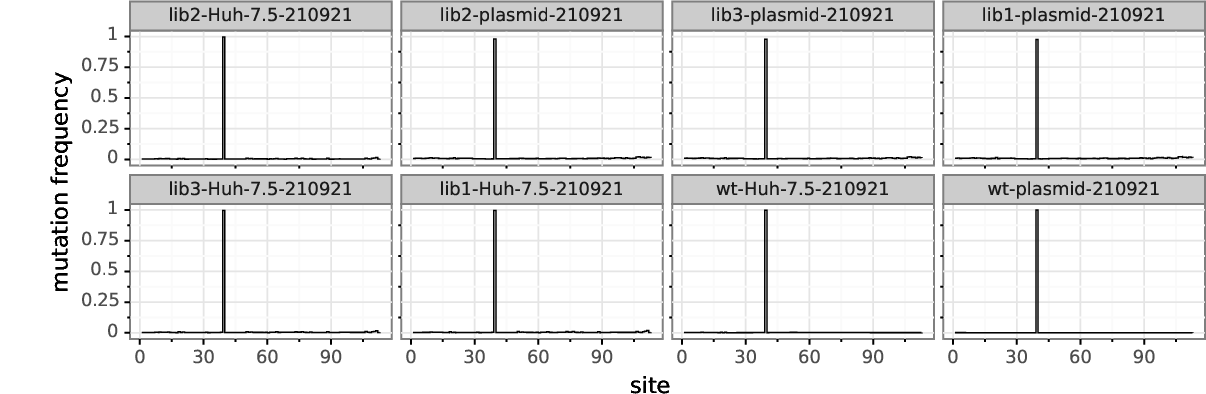 lib2-Huh-7.5-210921 lib2-plasmid-210921 lib3-plasmid-210921 lib1-plasmid-210921
1
0.75
0.5
0.25
0
mutation frequency
lib3-Huh-7.5-210921 lib1-Huh-7.5-210921 wt-Huh-7.5-210921 wt-plasmid-210921
1
0.75
0.5
0.25
0
0 30 60 90 0 30 60 90 0 30 60 90 0 30 60 90
site